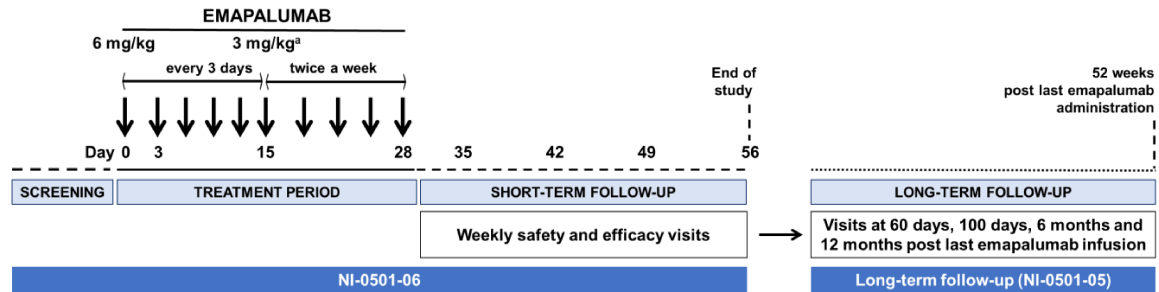 EMAPALUMAB
6 mg/kg 3 mg/kgª
every 3 days twice a week
End of
study
52 weeks
post last emapalumab
administration
Day 0 3 15 28 35 42 49 56
SCREENING TREATMENT PERIOD SHORT-TERM FOLLOW-UP LONG-TERM FOLLOW-UP
Weekly safety and efficacy visits
Visits at 60 days, 100 days, 6 months and
12 months post last emapalumab infusion
NI-0501-06 Long-term follow-up (NI-0501-05)